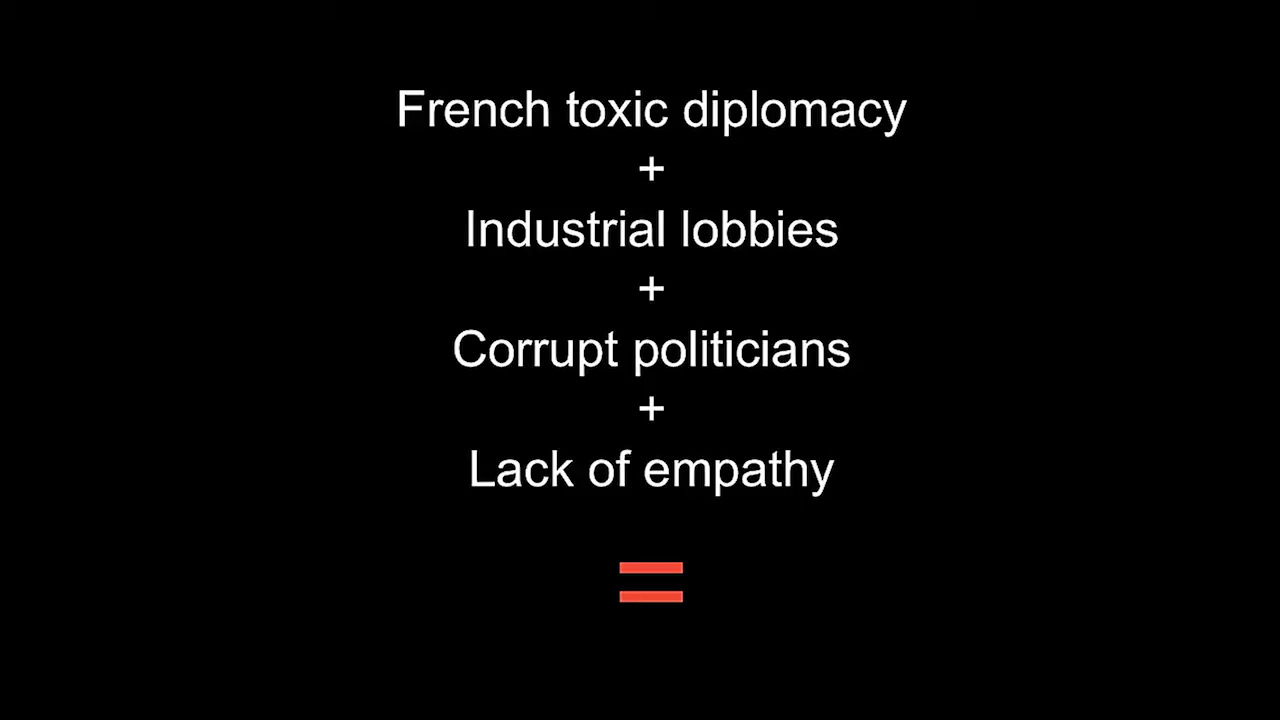 French toxic diplomacy
+
Industrial lobbies
+
Corrupt politicians
+
Lack of empathy
=